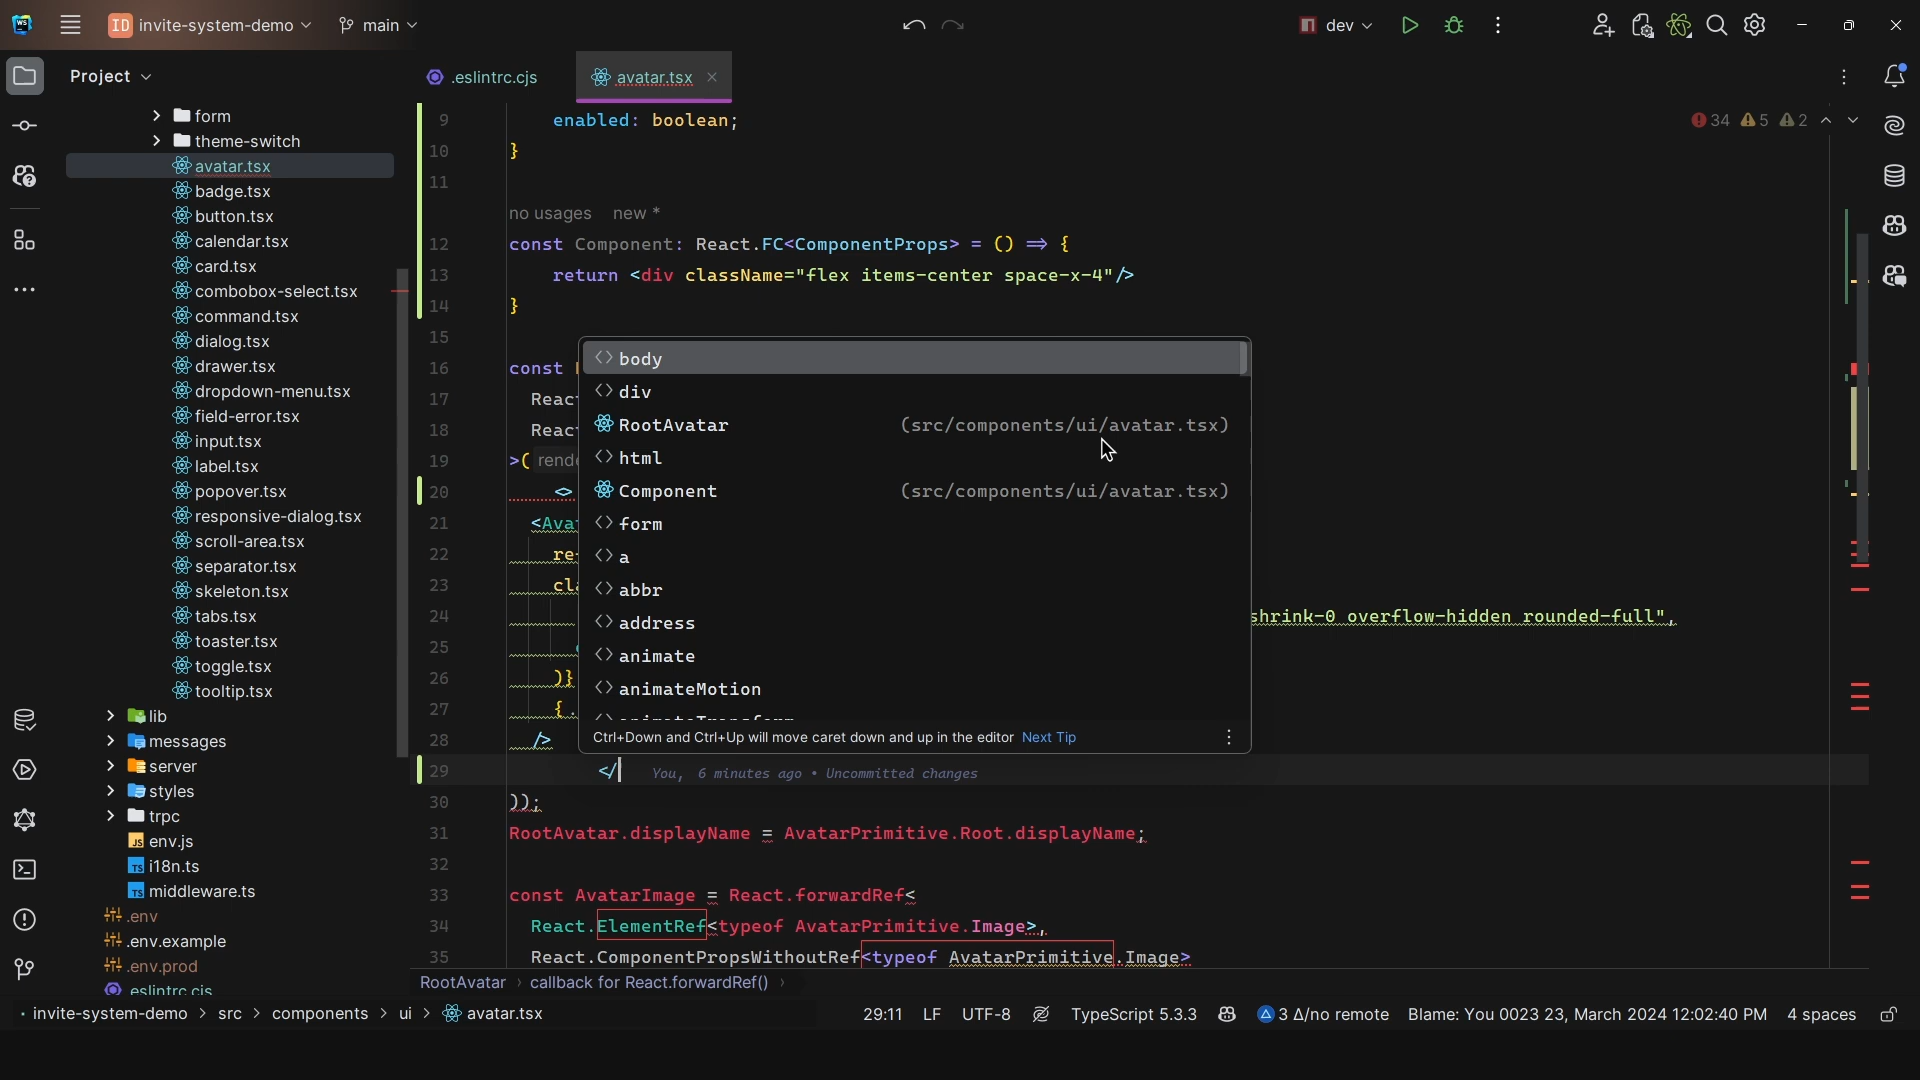 ID invite-system-demo
main
dev
Project
.eslintrc.cjs
avatar.tsx
form
theme-switch
avatar.tsx
badge.tsx
button.tsx
calendar.tsx
card.tsx
combobox-select.tsx
command.tsx
dialog.tsx
drawer.tsx
dropdown-menu.tsx
field-error.tsx
input.tsx
label.tsx
popover.tsx
responsive-dialog.tsx
scroll-area.tsx
separator.tsx
skeleton.tsx
tabs.tsx
toaster.tsx
toggle.tsx
tooltip.tsx
lib
messages
server
styles
trpc
env.js
i18n.ts
middleware.ts
.env
.env.example
.env.prod
.eslintrc.cjs
34 5 2
9 enabled: boolean;
10 }
11
no usages new *
12 const Component: React.FC<ComponentProps> = () => {
13 return <div className="flex items-center space-x-4"/>
14 }
15
16 const
17 Reac
18 Reac
19 >( rende
20 <>
21 <Avat
22 re
23 cla
24 shrink-0 overflow-hidden rounded-full",
25
26 )}
27 {.
28 />
29 </ You, 6 minutes ago • Uncommitted changes
30 ));
31 RootAvatar.displayName = AvatarPrimitive.Root.displayName;
32
33 const AvatarImage = React.forwardRef<
34 React.ElementRef<typeof AvatarPrimitive.Image>,
35 React.ComponentPropsWithoutRef<typeof AvatarPrimitive.Image>
<> body
<> div
RootAvatar (src/components/ui/avatar.tsx)
<> html
Component (src/components/ui/avatar.tsx)
<> form
<> a
<> abbr
<> address
<> animate
<> animateMotion
<> animateTransform
Ctrl+Down and Ctrl+Up will move caret down and up in the editor Next Tip
RootAvatar › callback for React.forwardRef() ›
invite-system-demo > src > components > ui > avatar.tsx
29:11 LF UTF-8 TypeScript 5.3.3 3 Δ/no remote Blame: You 0023 23, March 2024 12:02:40 PM 4 spaces